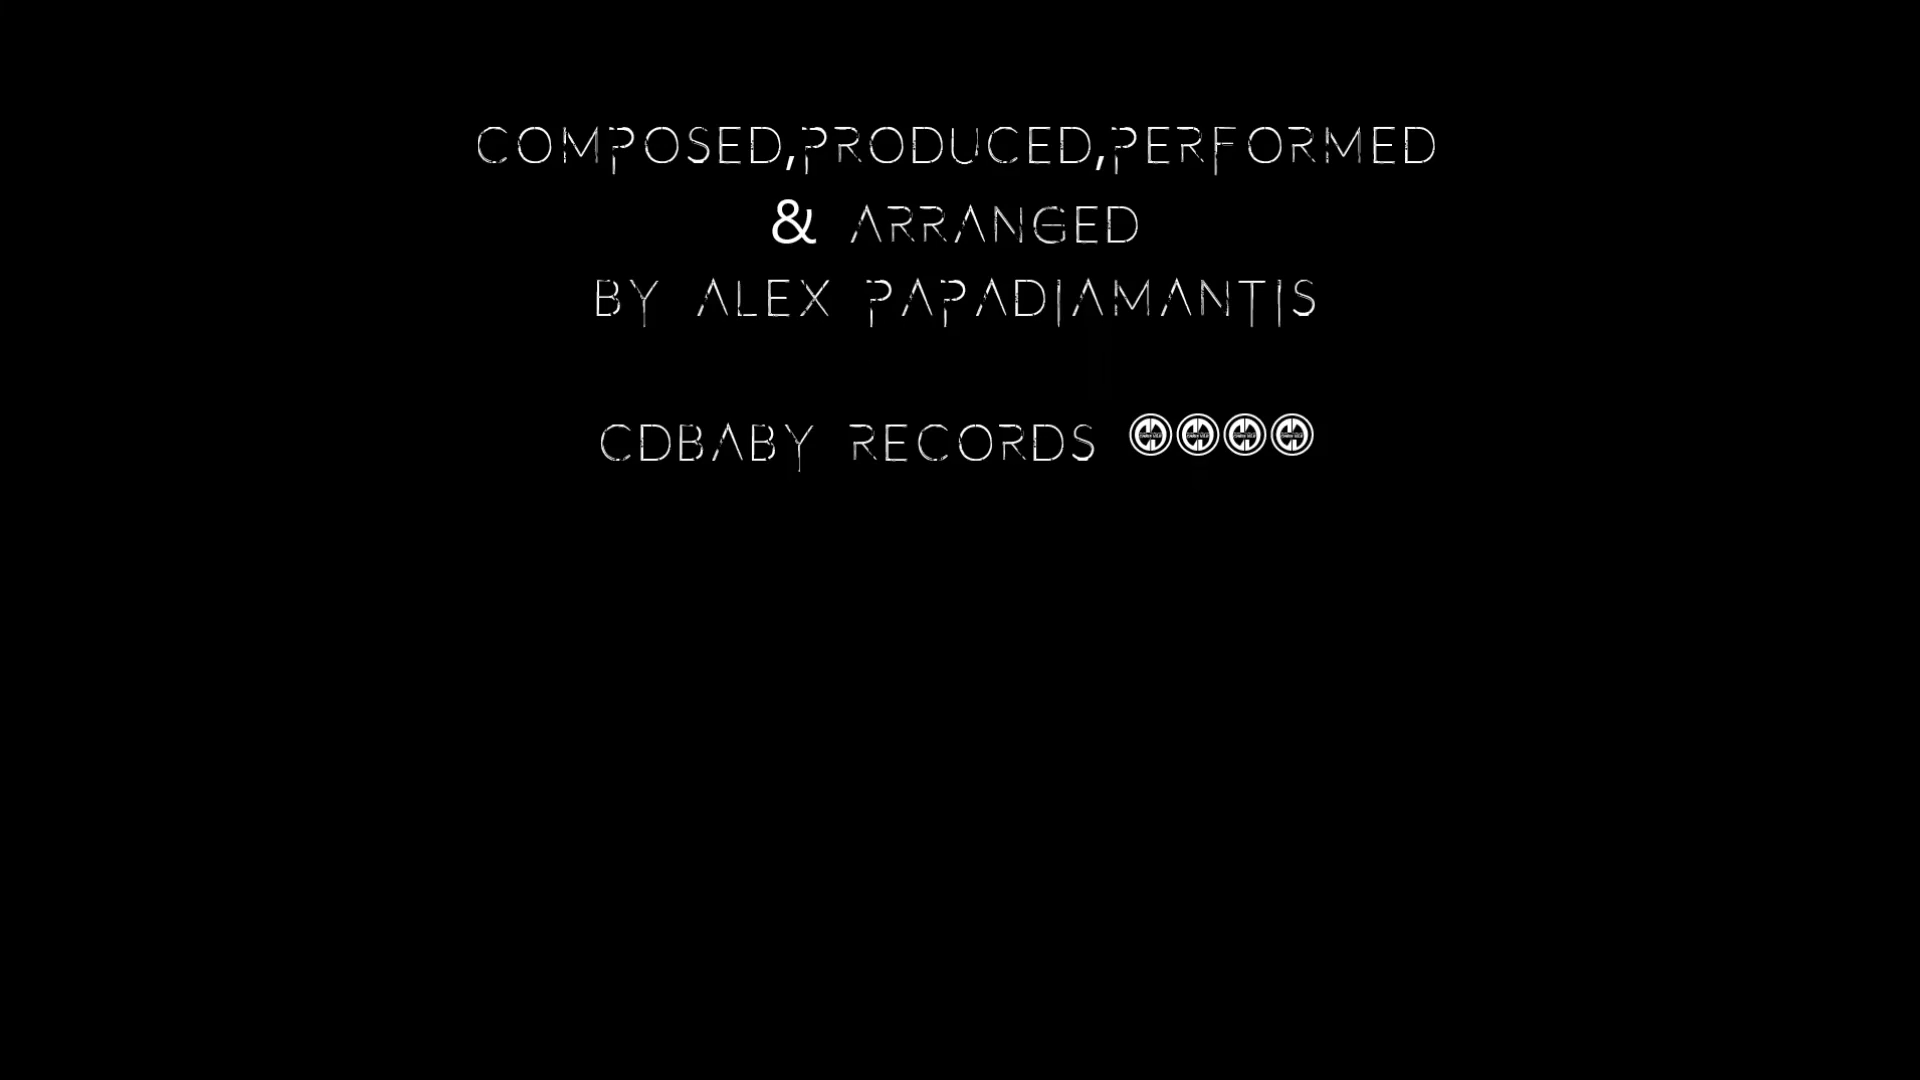 COMPOSED,PRODUCED,PERFORMED
& ARRANGED
BY ALEX PAPADIAMANTIS
CDBABY RECORDS